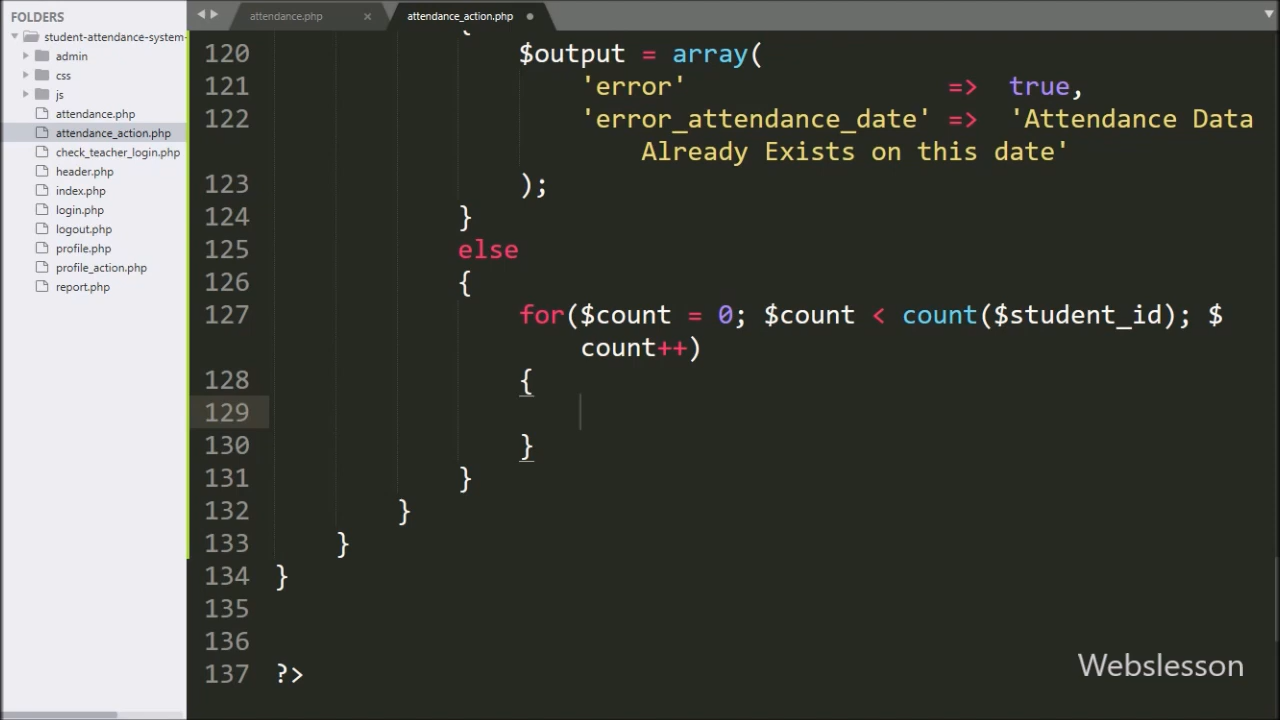 FOLDERS
student-attendance-system-
admin
css
js
attendance.php
attendance_action.php
check_teacher_login.php
header.php
index.php
login.php
logout.php
profile.php
profile_action.php
report.php
attendance.php ×
attendance_action.php
{
120 $output = array(
121 'error' => true,
122 'error_attendance_date' => 'Attendance Data
Already Exists on this date'
123 );
124 }
125 else
126 {
127 for($count = 0; $count < count($student_id); $
count++)
128 {
129
130 }
131 }
132 }
133 }
134 }
135
136
137 ?>
Webslesson